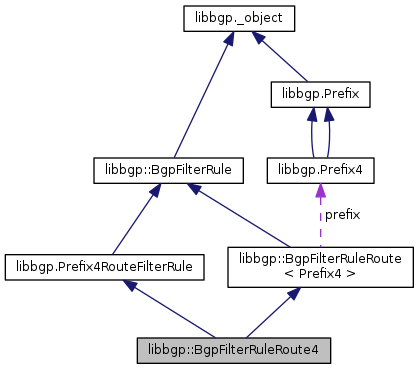 libbgp._object
libbgp.Prefix
libbgp::BgpFilterRule
libbgp.Prefix4
prefix
libbgp.Prefix4RouteFilterRule
libbgp::BgpFilterRuleRoute
< Prefix4 >
libbgp::BgpFilterRuleRoute4